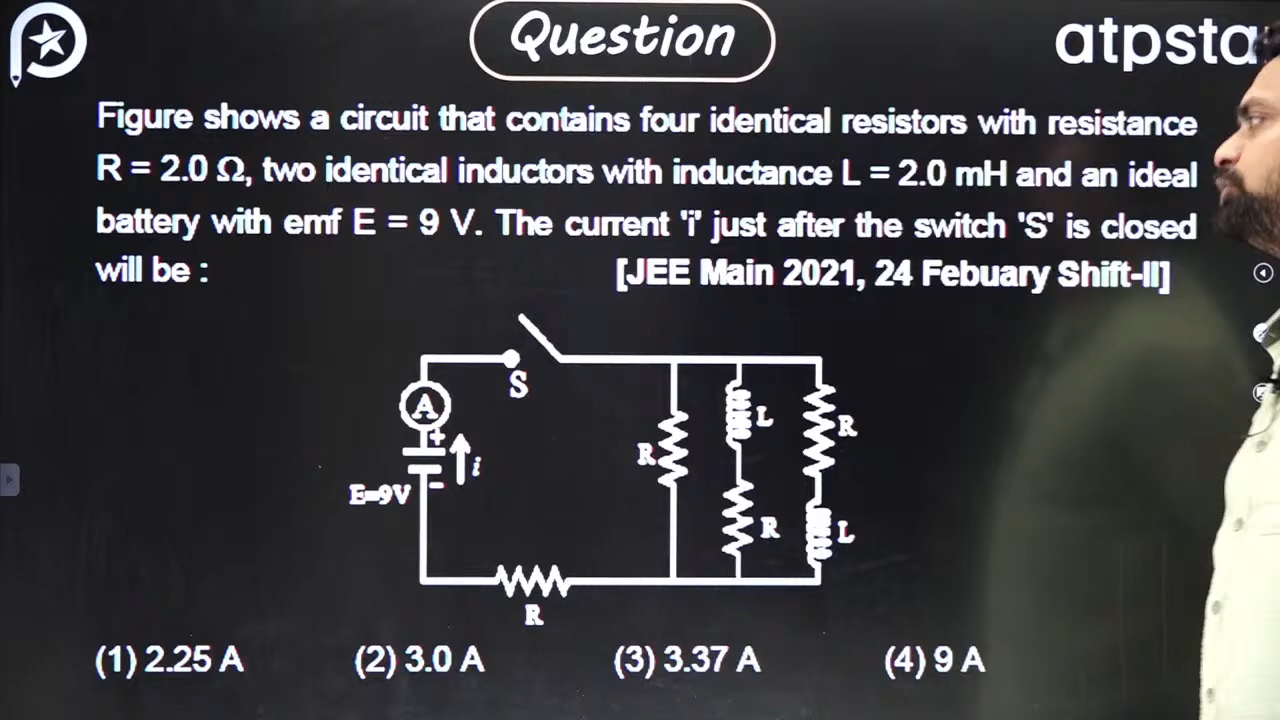 Question
atpsta
Figure shows a circuit that contains four identical resistors with resistance
R = 2.0 Ω, two identical inductors with inductance L = 2.0 mH and an ideal
battery with emf E = 9 V. The current 'i' just after the switch 'S' is closed
will be :
[JEE Main 2021, 24 Febuary Shift-II]
S
A
+
i
E=9V
−
R
L
R
R
L
R
(1) 2.25 A
(2) 3.0 A
(3) 3.37 A
(4) 9 A